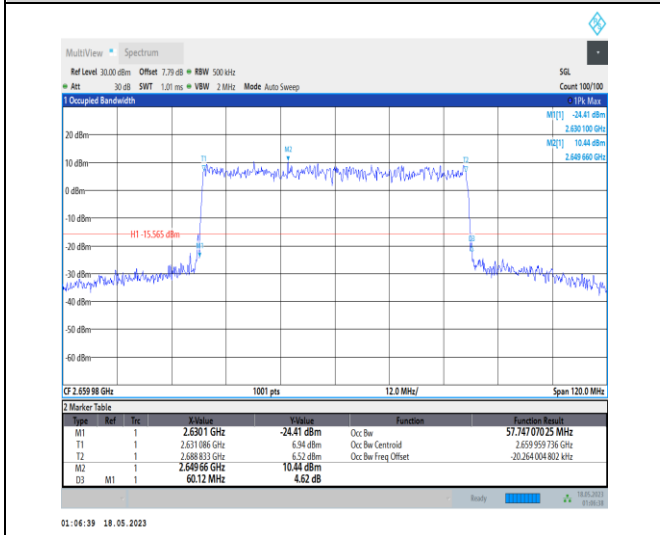 MultiView Spectrum
Ref Level 30.00 dBm Offset 7.79 dB RBW 500 kHz SGL
Att 30 dB SWT 1.01 ms VBW 2 MHz Mode Auto Sweep Count 100/100
1 Occupied Bandwidth 1Pk Max
M1[1] -24.41 dBm
2.630 100 GHz
M2[1] 10.44 dBm
2.649 660 GHz
20 dBm
M2
T1 T2
10 dBm
0 dBm
-10 dBm
H1 -15.565 dBm
-20 dBm
-30 dBm
-40 dBm
-50 dBm
-60 dBm
CF 2.659 98 GHz 1001 pts 12.0 MHz/ Span 120.0 MHz
2 Marker Table
Type Ref Trc X-Value Y-Value Function Function Result
M1 1 2.6301 GHz -24.41 dBm Occ Bw 57.747 070 25 MHz
T1 1 2.631 086 GHz 6.94 dBm Occ Bw Centroid 2.659 959 736 GHz
T2 1 2.688 833 GHz 6.52 dBm Occ Bw Freq Offset -20.264 004 802 kHz
M2 1 2.649 66 GHz 10.44 dBm
D3 M1 1 60.12 MHz 4.62 dB
Ready 18.05.2023
01:06:38
01:06:39 18.05.2023